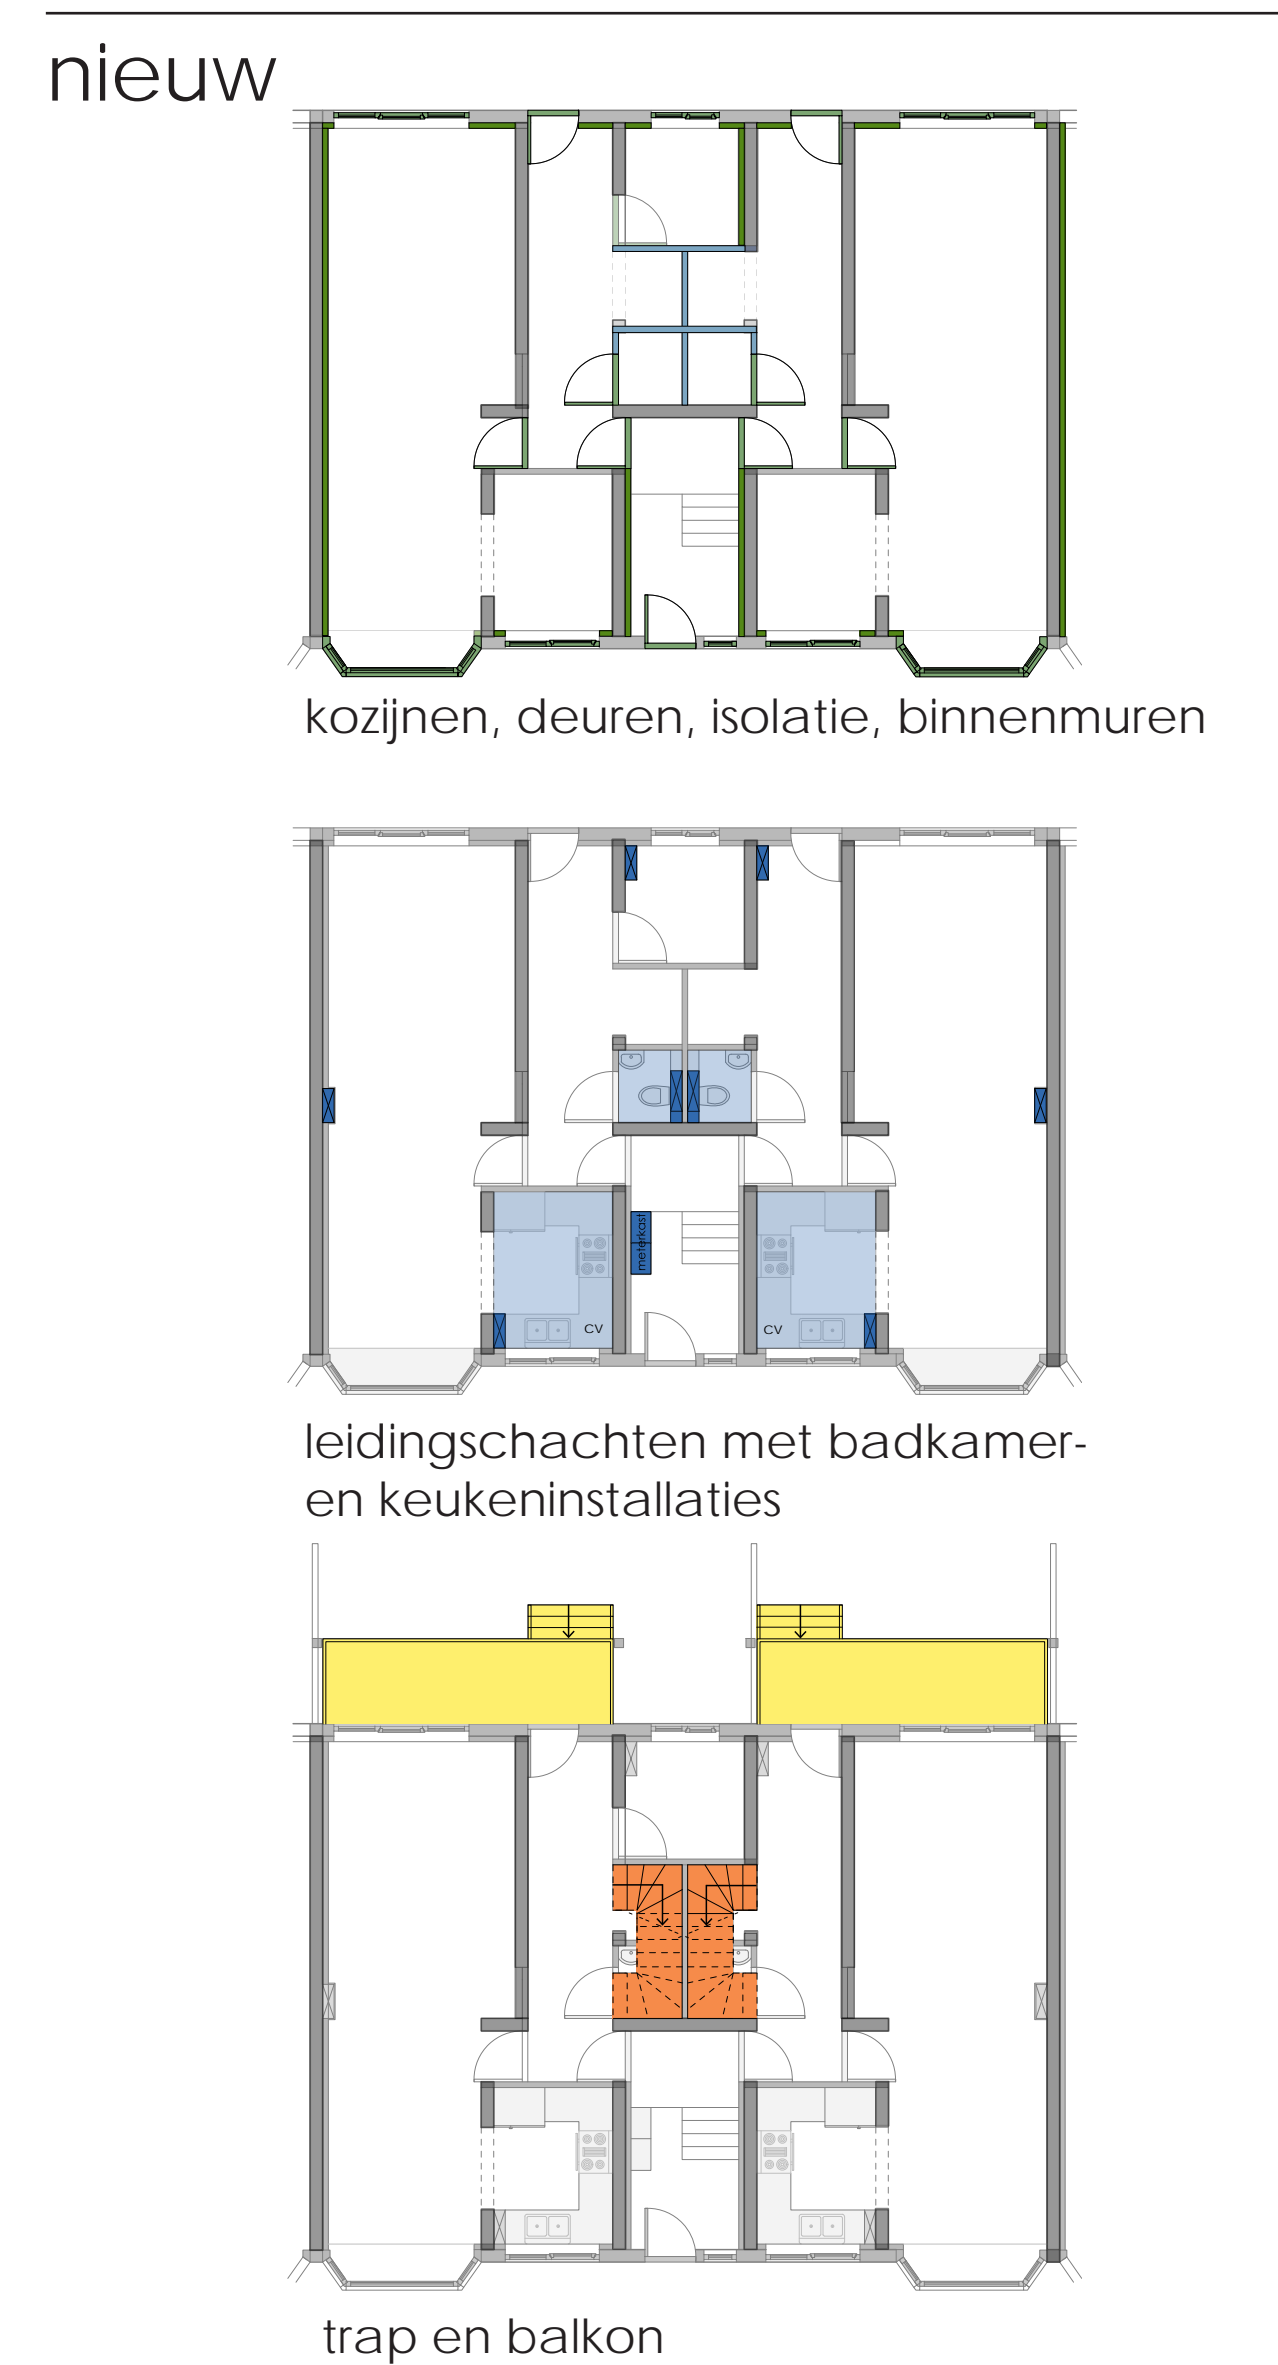 nieuw
kozijnen, deuren, isolatie, binnenmuren
meterkast
CV
CV
leidingschachten met badkamer-
en keukeninstallaties
trap en balkon